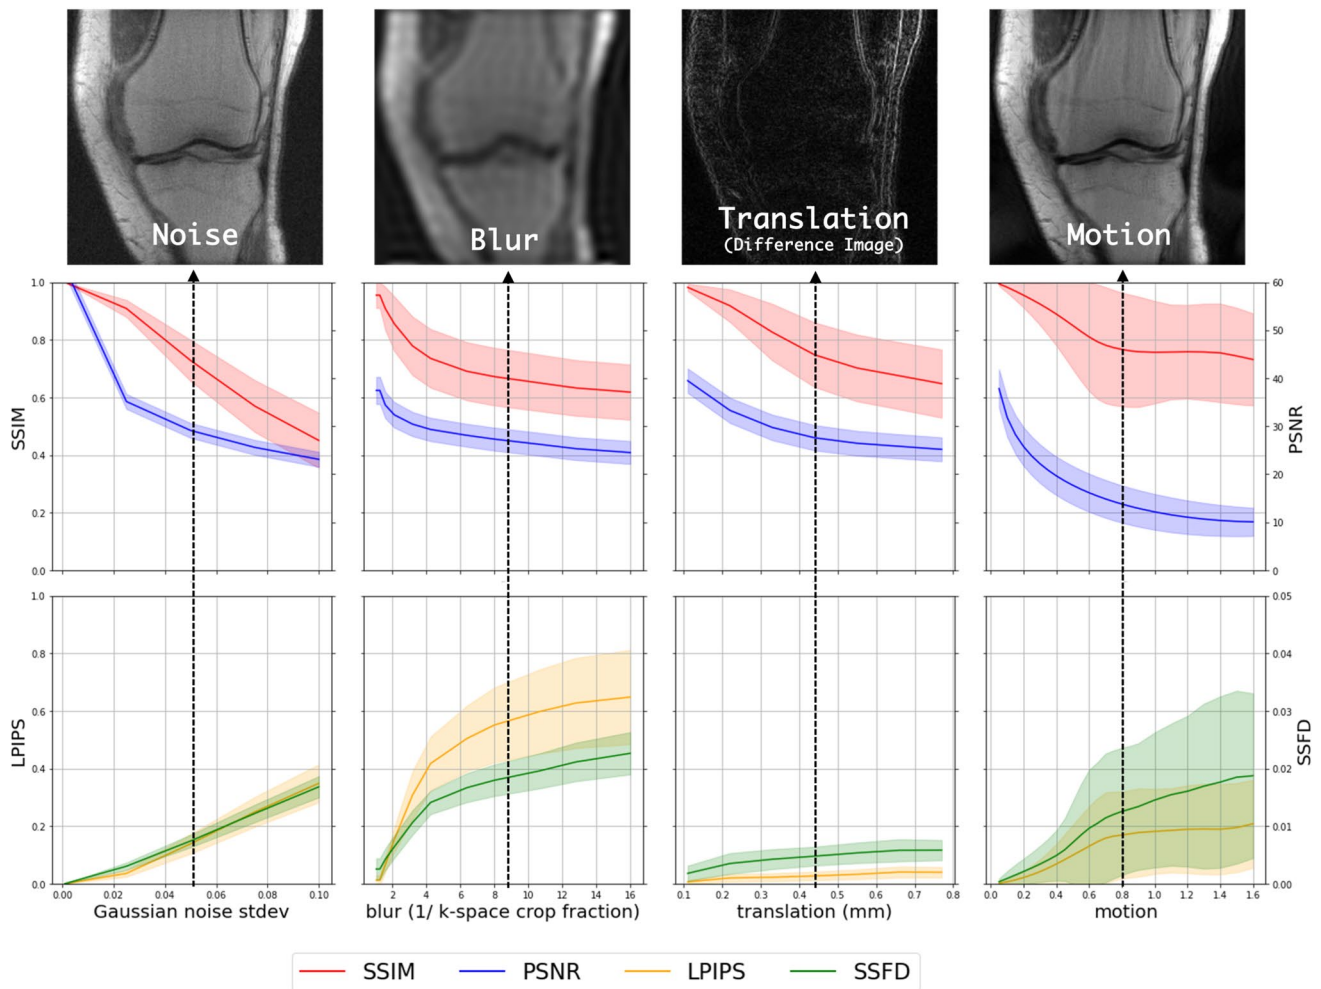 Noise
Blur
Translation
(Difference Image)
Motion
1.0
0.8
0.6
0.4
0.2
0.0
SSIM
60
50
40
30
20
10
0
PSNR
1.0
0.8
0.6
0.4
0.2
0.0
LPIPS
0.05
0.04
0.03
0.02
0.01
0.00
SSFD
0.00 0.02 0.04 0.06 0.08 0.10
2 4 6 8 10 12 14 16
0.1 0.2 0.3 0.4 0.5 0.6 0.7 0.8
0.0 0.2 0.4 0.6 0.8 1.0 1.2 1.4 1.6
Gaussian noise stdev
blur (1/ k-space crop fraction)
translation (mm)
motion
SSIM PSNR LPIPS SSFD